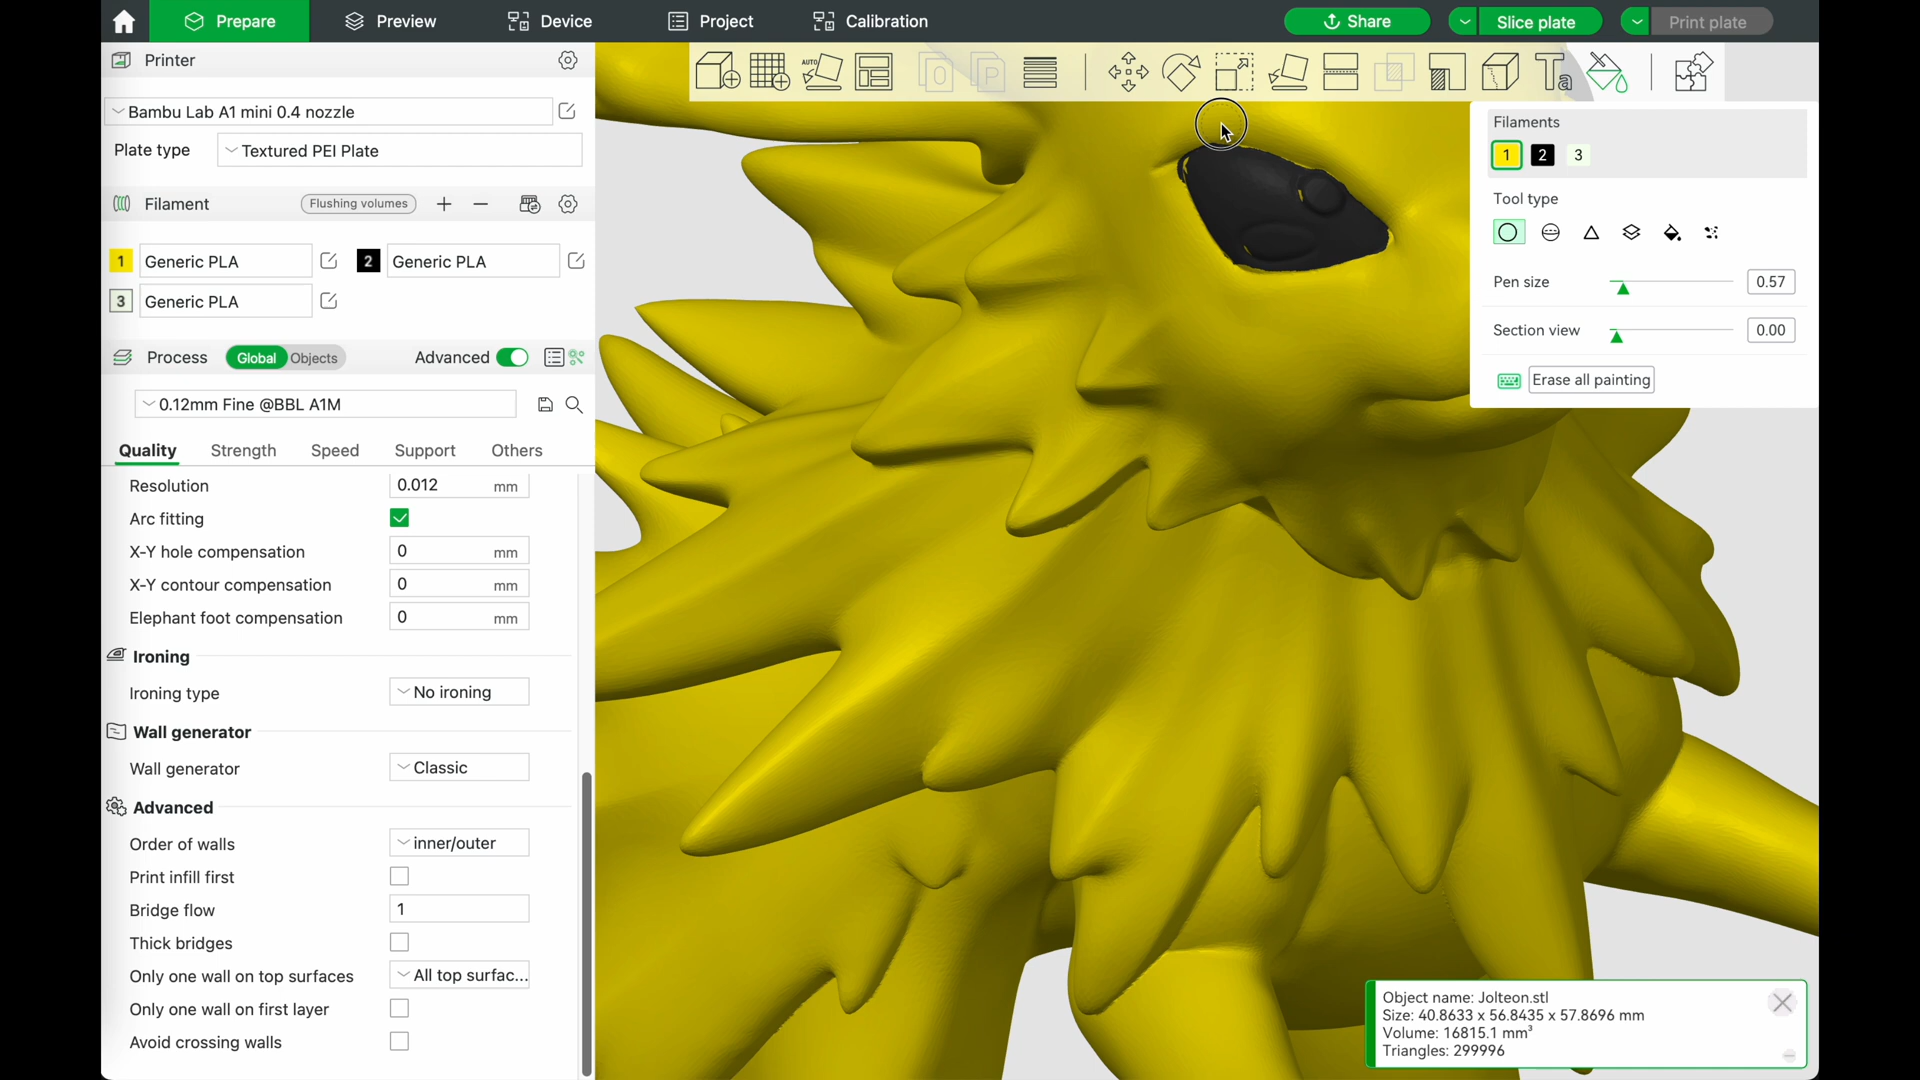 Prepare
Preview
Device
Project
Calibration
Share
Slice plate
Print plate
Printer
Bambu Lab A1 mini 0.4 nozzle
Plate type
Textured PEI Plate
Filament
Flushing volumes
1
Generic PLA
2
Generic PLA
3
Generic PLA
Process
Global
Objects
Advanced
0.12mm Fine @BBL A1M
Quality
Strength
Speed
Support
Others
Resolution
0.012 mm
Arc fitting
X-Y hole compensation
0 mm
X-Y contour compensation
0 mm
Elephant foot compensation
0 mm
Ironing
Ironing type
No ironing
Wall generator
Wall generator
Classic
Advanced
Order of walls
inner/outer
Print infill first
Bridge flow
1
Thick bridges
Only one wall on top surfaces
All top surfac...
Only one wall on first layer
Avoid crossing walls
AUTO
O
P
Ta
Filaments
1 2 3
Tool type
Pen size
0.57
Section view
0.00
Erase all painting
Object name: Jolteon.stl
Size: 40.8633 x 56.8435 x 57.8696 mm
Volume: 16815.1 mm³
Triangles: 299996